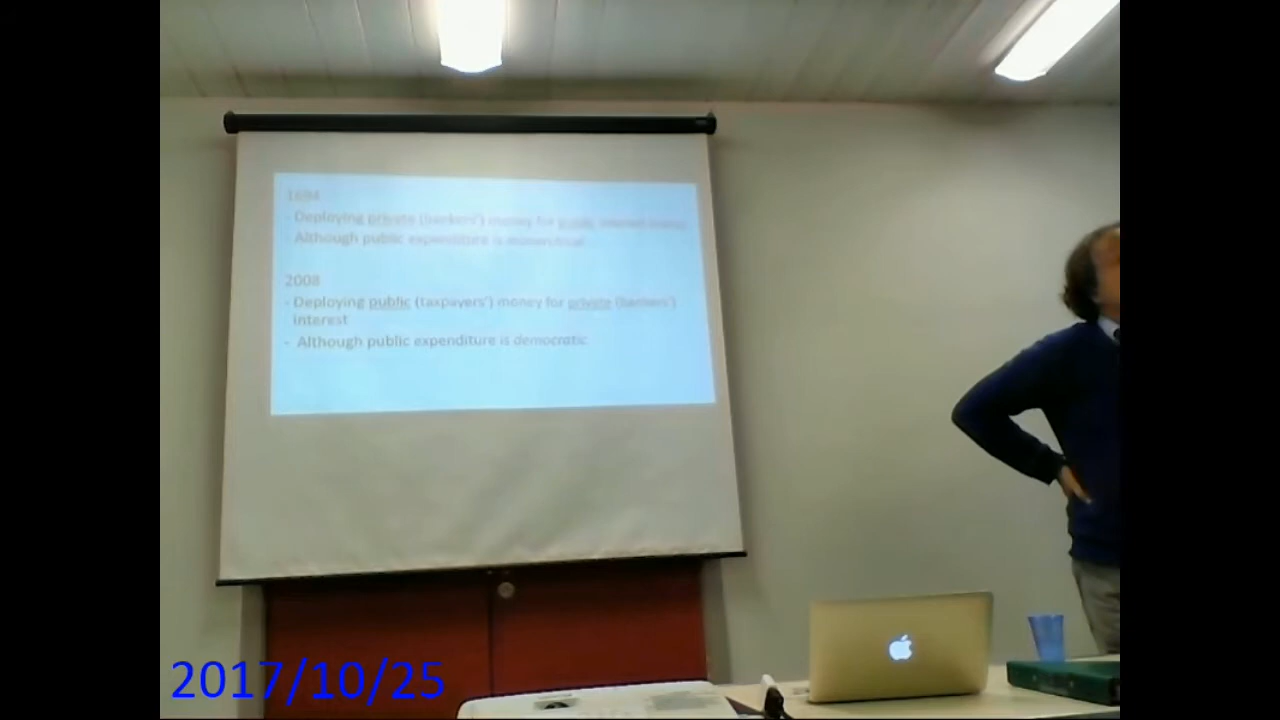 1694
- Deploying private (bankers') money for public interest
- Although public expenditure is monarchical
2008
- Deploying public (taxpayers') money for private (bankers')
interest
- Although public expenditure is democratic
2017/10/25